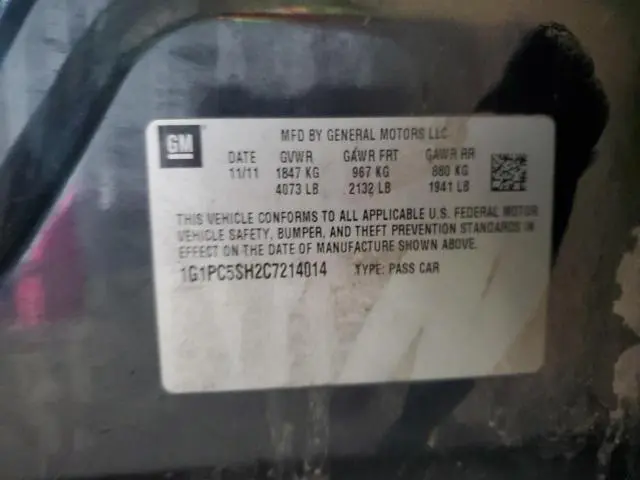 GM
MFD BY GENERAL MOTORS LLC
DATE GVWR GAWR FRT GAWR RR
11/11 1847 KG 967 KG 880 KG
4073 LB 2132 LB 1941 LB
THIS VEHICLE CONFORMS TO ALL APPLICABLE U.S. FEDERAL MOTOR
VEHICLE SAFETY, BUMPER, AND THEFT PREVENTION STANDARDS IN
EFFECT ON THE DATE OF MANUFACTURE SHOWN ABOVE.
1G1PC5SH2C7214014 TYPE: PASS CAR